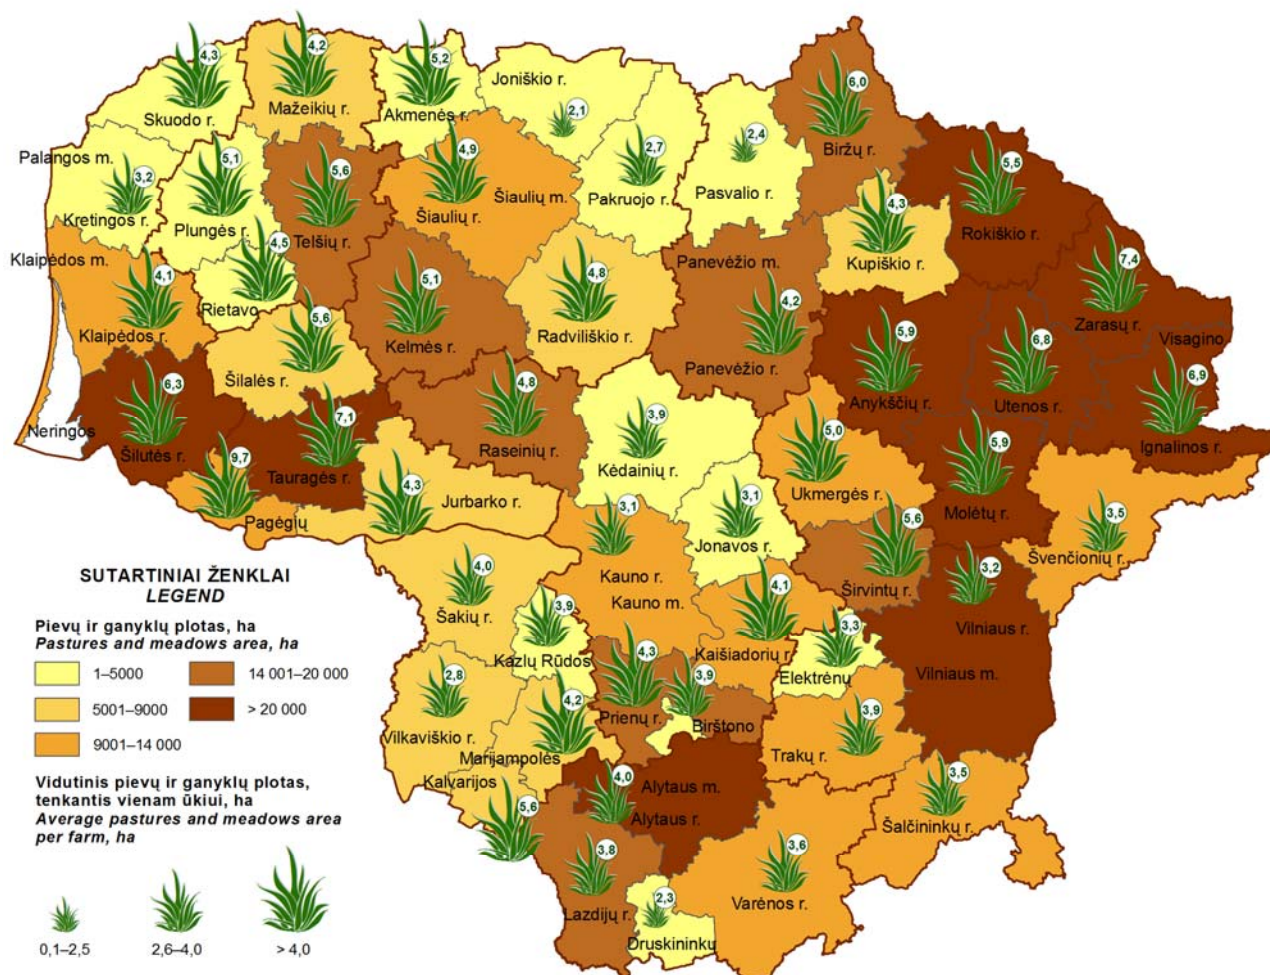 4,3
Skuodo r.
4,2
Mažeikių r.
5,2
Akmenės r.
Joniškio r.
2,1
6,0
Biržų r.
Palangos m.
3,2
Kretingos r.
5,1
Plungės r.
5,6
Telšių r.
4,9
Šiaulių m.
Šiaulių r.
2,7
Pakruojo r.
2,4
Pasvalio r.
4,3
Kupiškio r.
5,5
Rokiškio r.
Klaipėdos m.
4,1
Klaipėdos r.
4,5
Rietavo
5,1
Kelmės r.
4,8
Radviliškio r.
Panevėžio m.
4,2
Panevėžio r.
7,4
Zarasų r.
Visagino
5,6
Šilalės r.
5,9
Anykščių r.
6,8
Utenos r.
6,9
Ignalinos r.
Neringos
6,3
Šilutės r.
7,1
Tauragės r.
4,8
Raseinių r.
3,9
Kėdainių r.
5,0
Ukmergės r.
5,9
Molėtų r.
9,7
Pagėgių
4,3
Jurbarko r.
3,1
Kauno r.
Kauno m.
3,1
Jonavos r.
5,6
Širvintų r.
3,5
Švenčionių r.
4,0
Šakių r.
3,9
Kazlų Rūdos
4,1
Kaišiadorių r.
3,3
Elektrėnų
3,2
Vilniaus r.
Vilniaus m.
2,8
Vilkaviškio r.
4,2
Marijampolės
4,3
Prienų r.
3,9
Birštono
3,9
Trakų r.
Kalvarijos
5,6
4,0
Alytaus m.
Alytaus r.
3,5
Šalčininkų r.
3,8
Lazdijų r.
2,3
Druskininkų
3,6
Varėnos r.
SUTARTINIAI ŽENKLAI
LEGEND
Pievų ir ganyklų plotas, ha
Pastures and meadows area, ha
1–5000
14 001–20 000
5001–9000
> 20 000
9001–14 000
Vidutinis pievų ir ganyklų plotas,
tenkantis vienam ūkiui, ha
Average pastures and meadows area
per farm, ha
0,1–2,5
2,6–4,0
> 4,0